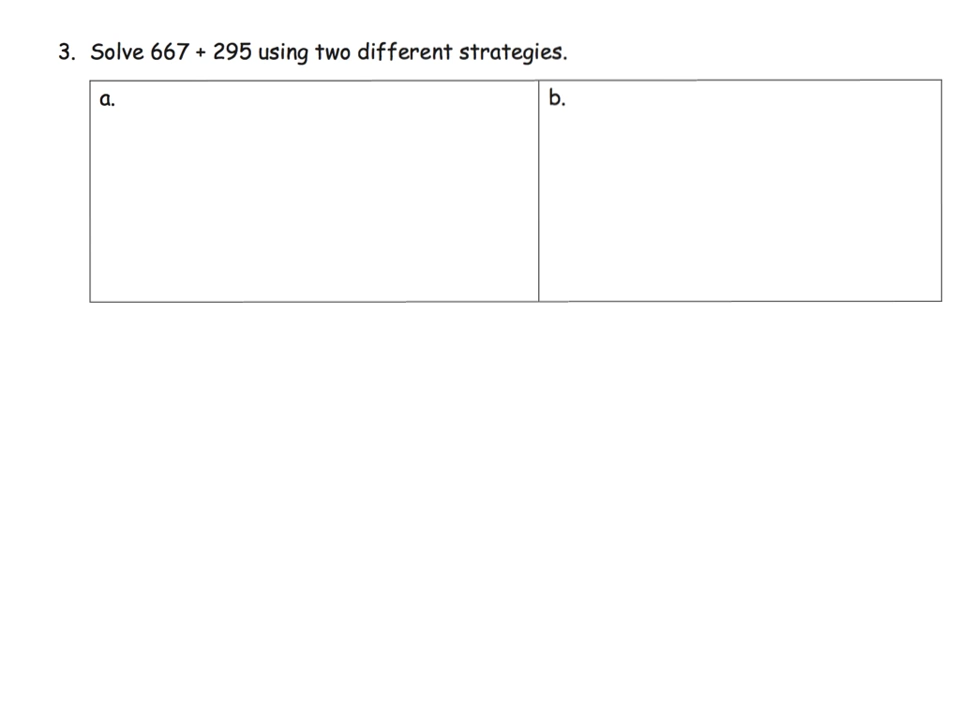 3. Solve 667 + 295 using two different strategies.
a.
b.